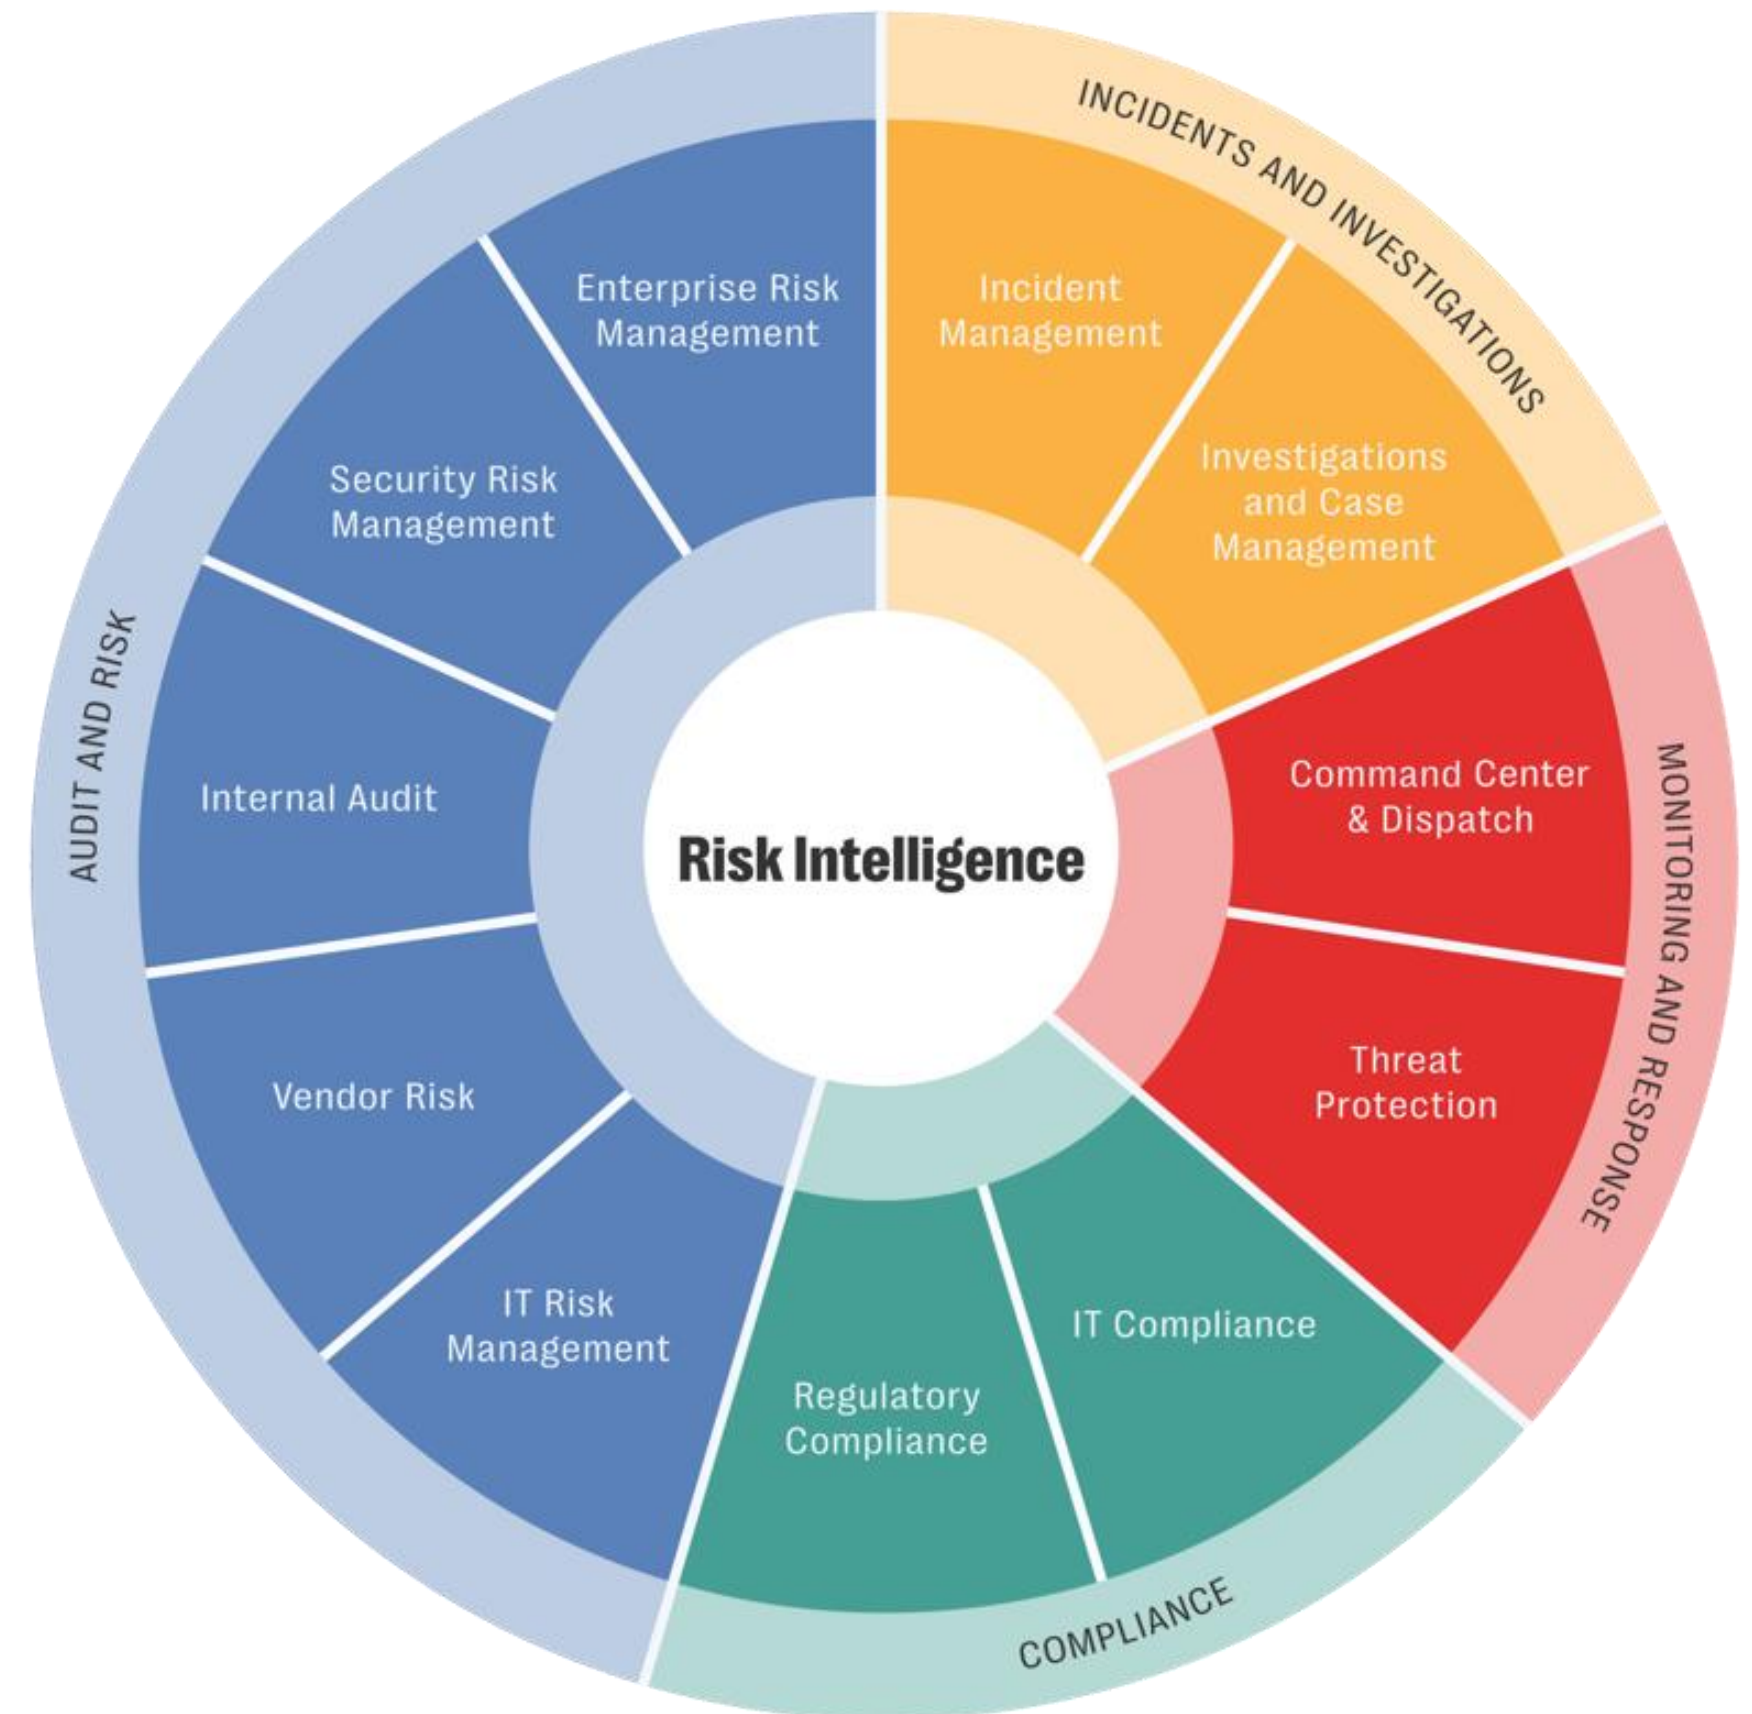 INCIDENTS AND INVESTIGATIONS
Incident
Management
Investigations
and Case
Management
MONITORING AND RESPONSE
Command Center
& Dispatch
Threat
Protection
COMPLIANCE
IT Compliance
Regulatory
Compliance
AUDIT AND RISK
IT Risk
Management
Vendor Risk
Internal Audit
Security Risk
Management
Enterprise Risk
Management
Risk Intelligence